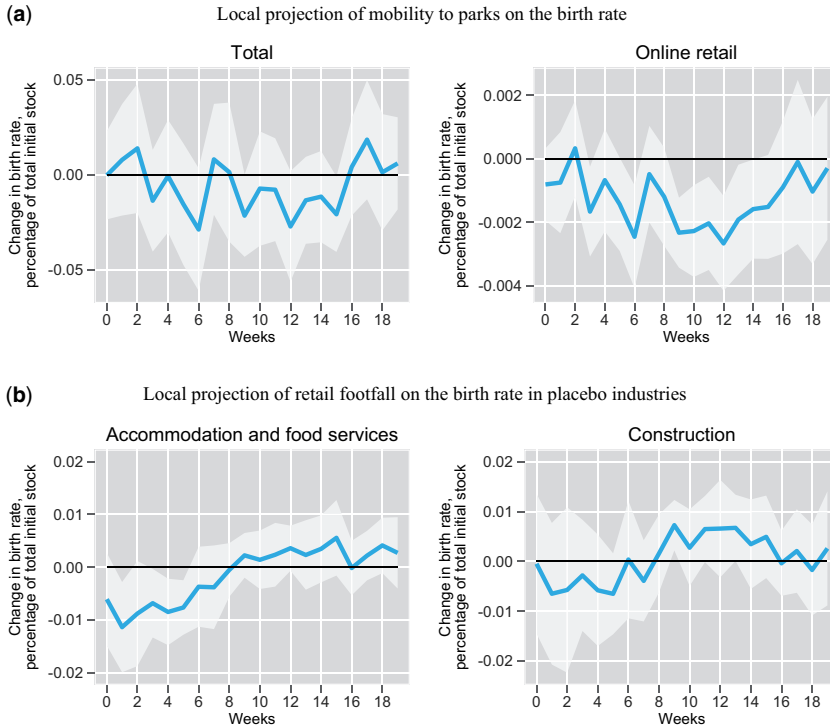 (a) Local projection of mobility to parks on the birth rate
Total
Change in birth rate,
percentage of total initial stock
0.05
0.00
-0.05
0 2 4 6 8 10 12 14 16 18
Weeks
Online retail
Change in birth rate,
percentage of total initial stock
0.002
0.000
-0.002
-0.004
0 2 4 6 8 10 12 14 16 18
Weeks
(b) Local projection of retail footfall on the birth rate in placebo industries
Accommodation and food services
Change in birth rate,
percentage of total initial stock
0.02
0.01
0.00
-0.01
-0.02
0 2 4 6 8 10 12 14 16 18
Weeks
Construction
Change in birth rate,
percentage of total initial stock
0.02
0.01
0.00
-0.01
-0.02
0 2 4 6 8 10 12 14 16 18
Weeks